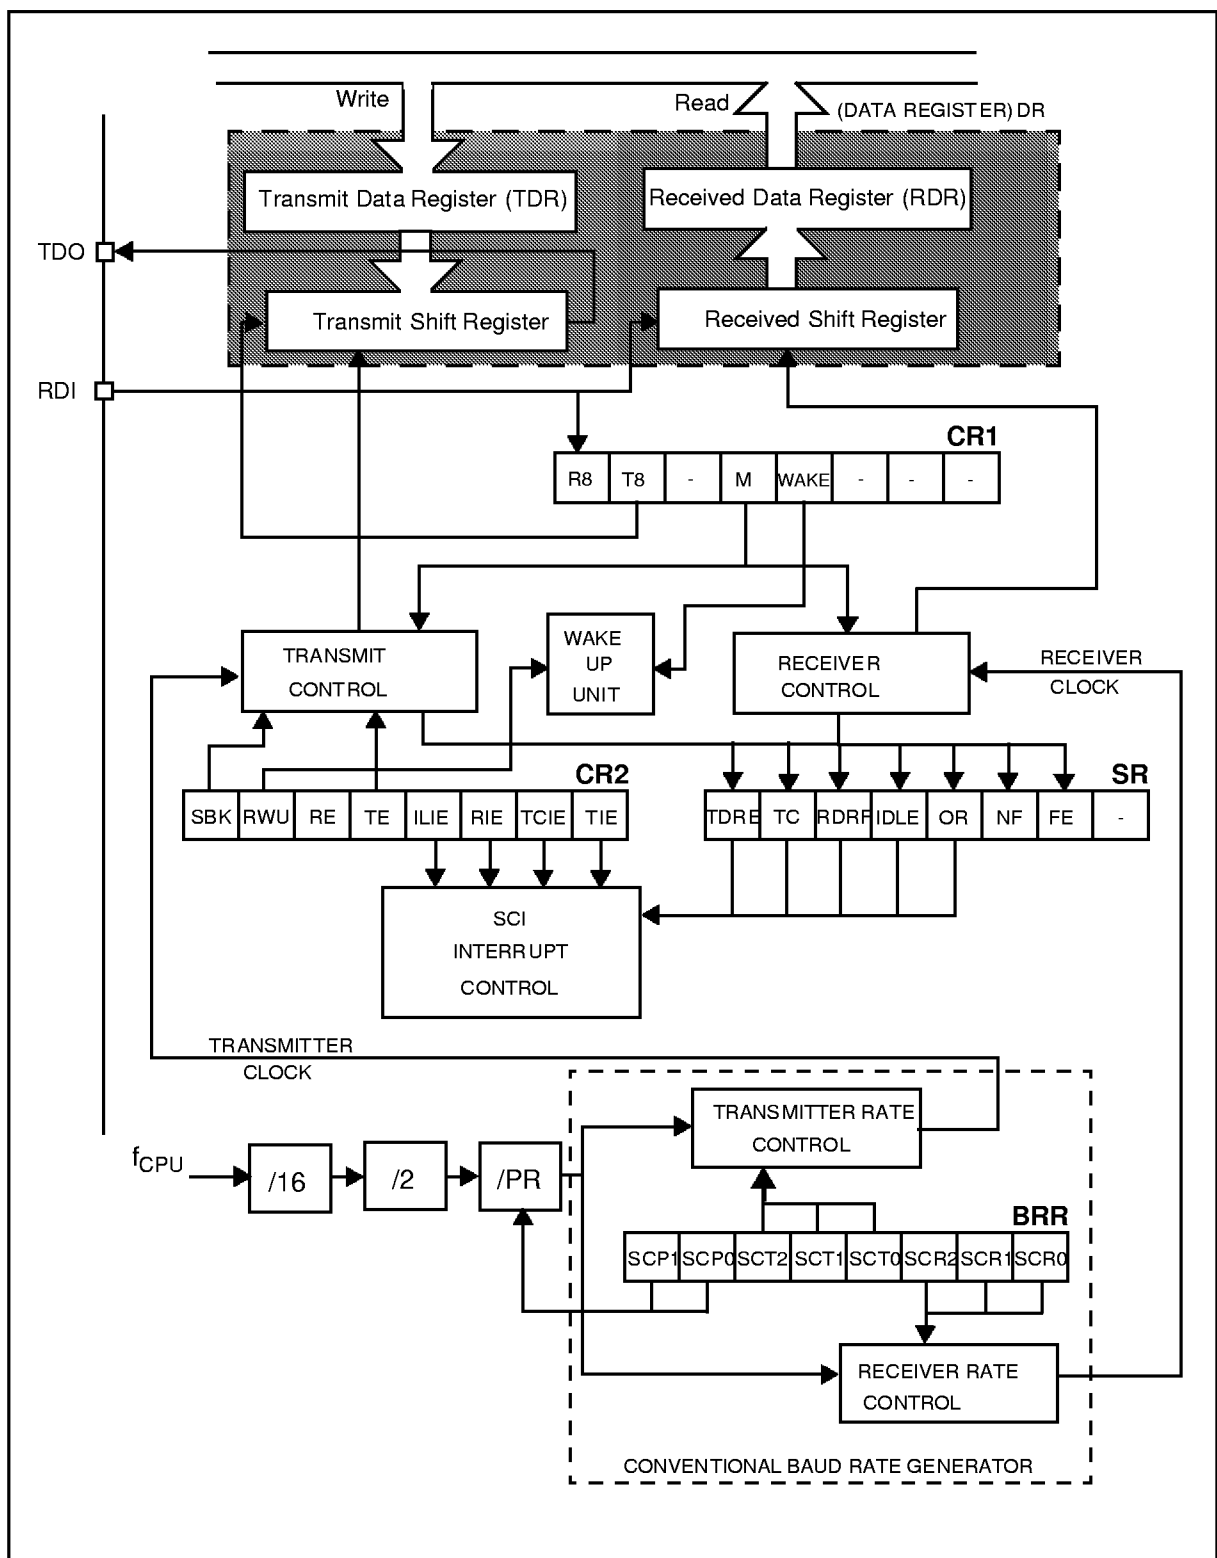 Write
Read
(DATA REGISTER) DR
Transmit Data Register (TDR)
Received Data Register (RDR)
TDO
Transmit Shift Register
Received Shift Register
RDI
CR1
R8 T8 - M WAKE - - -
TRANSMIT
CONTROL
WAKE
UP
UNIT
RECEIVER
CONTROL
RECEIVER
CLOCK
CR2
SBK RWU RE TE ILIE RIE TCIE TIE
SR
TDRE TC RDRF IDLE OR NF FE -
SCI
INTERRUPT
CONTROL
TRANSMITTER
CLOCK
TRANSMITTER RATE
CONTROL
fCPU
/16
/2
/PR
BRR
SCP1 SCP0 SCT2 SCT1 SCT0 SCR2 SCR1 SCR0
RECEIVER RATE
CONTROL
CONVENTIONAL BAUD RATE GENERATOR